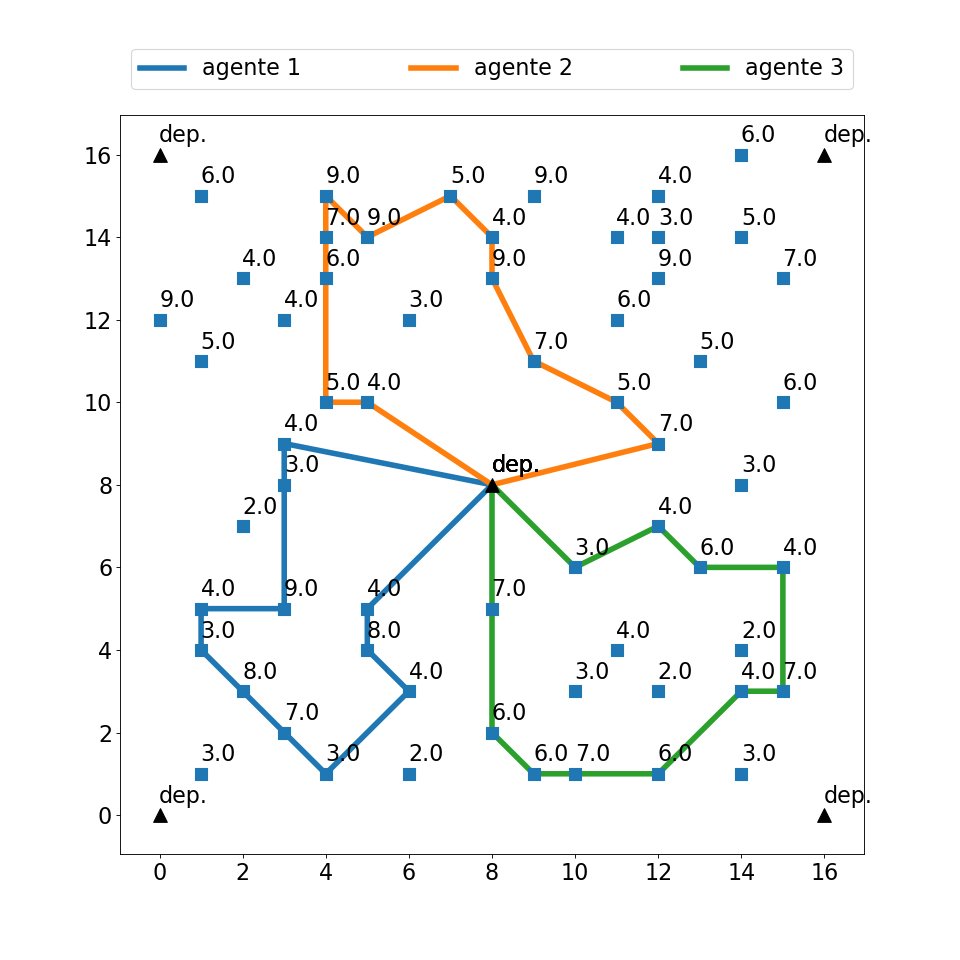 agente 1 agente 2 agente 3
dep. 6.0 dep.
16
6.0 9.0 5.0 9.0 4.0
7.0 9.0 4.0 4.0 3.0 5.0
14
4.0 6.0 9.0 9.0 7.0
9.0 4.0 3.0 6.0
12
5.0 7.0 5.0
5.0 4.0 5.0 6.0
10
4.0 7.0
3.0 dep. 3.0
8
2.0 4.0
3.0 6.0 4.0
6
4.0 9.0 4.0 7.0
3.0 8.0 4.0 2.0
4
8.0 4.0 3.0 2.0 4.0 7.0
7.0 6.0
2
3.0 3.0 2.0 6.0 7.0 6.0 3.0
dep. dep.
0
0 2 4 6 8 10 12 14 16